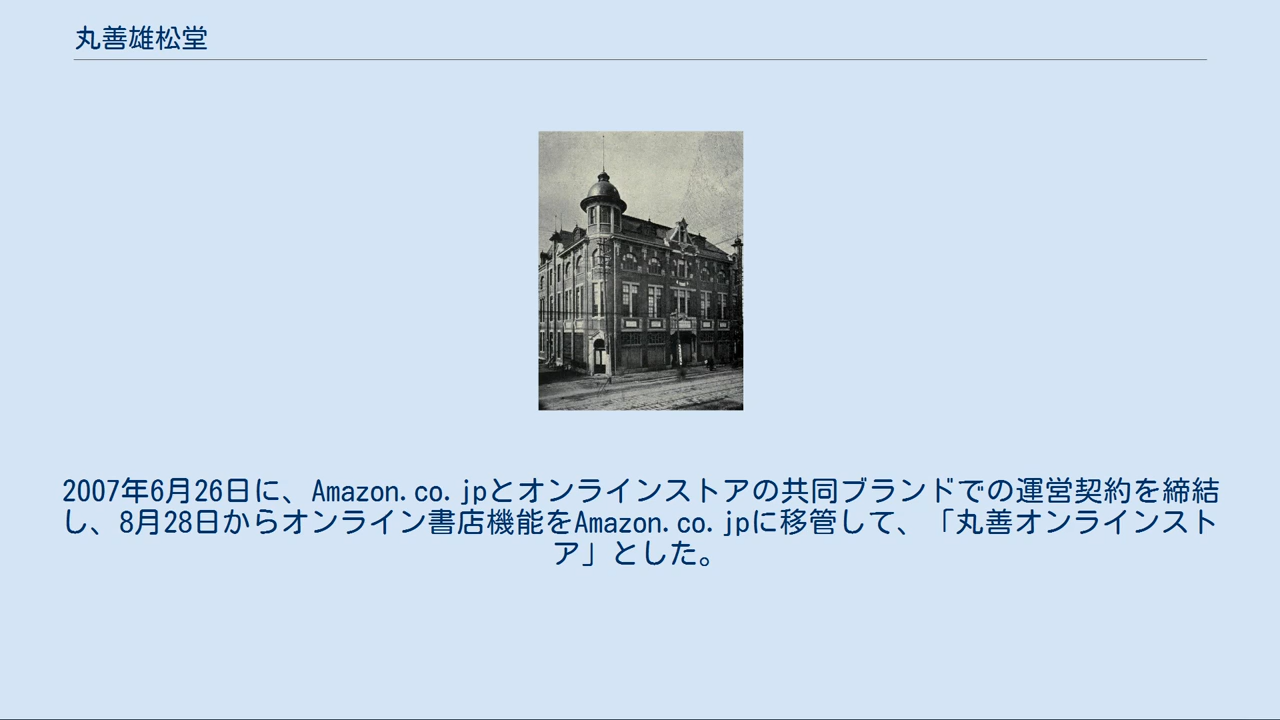 丸善雄松堂
2007年6月26日に、Amazon.co.jpとオンラインストアの共同ブランドでの運営契約を締結
し、8月28日からオンライン書店機能をAmazon.co.jpに移管して、「丸善オンラインスト
ア」とした。